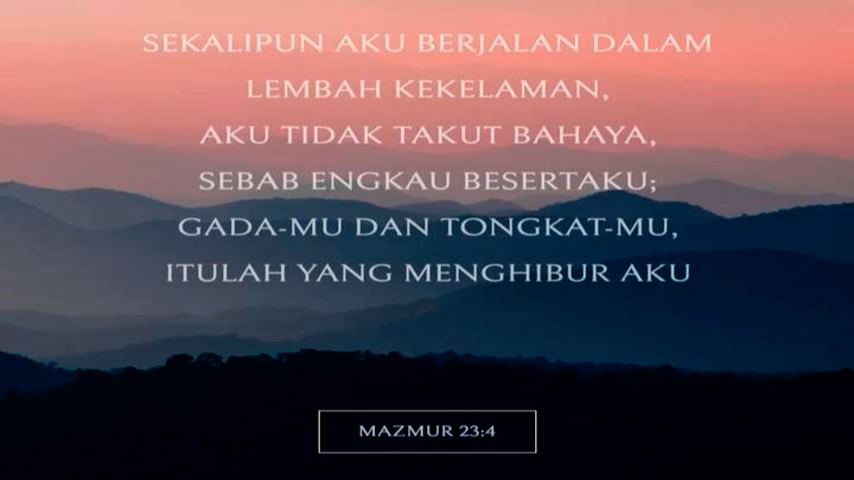 SEKALIPUN AKU BERJALAN DALAM
LEMBAH KEKELAMAN,
AKU TIDAK TAKUT BAHAYA,
SEBAB ENGKAU BESERTAKU;
GADA-MU DAN TONGKAT-MU,
ITULAH YANG MENGHIBUR AKU
MAZMUR 23:4